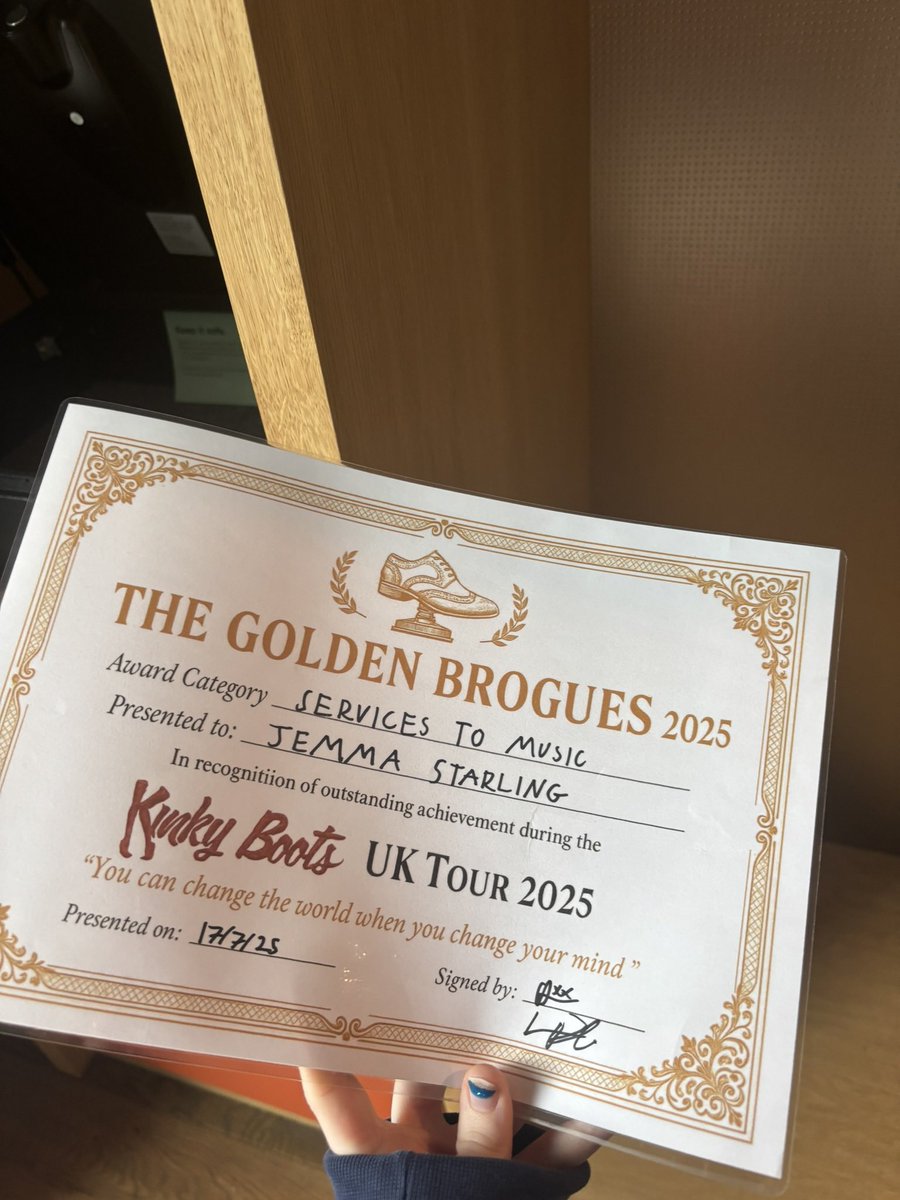 THE GOLDEN BROGUES 2025
Award Category SERVICES TO MUSIC
Presented to: JEMMA STARLING
In recognitiion of outstanding achievement during the
Kinky Boots UK TOUR 2025
“You can change the world when you change your mind ”
Presented on: 17/7/25
Signed by: